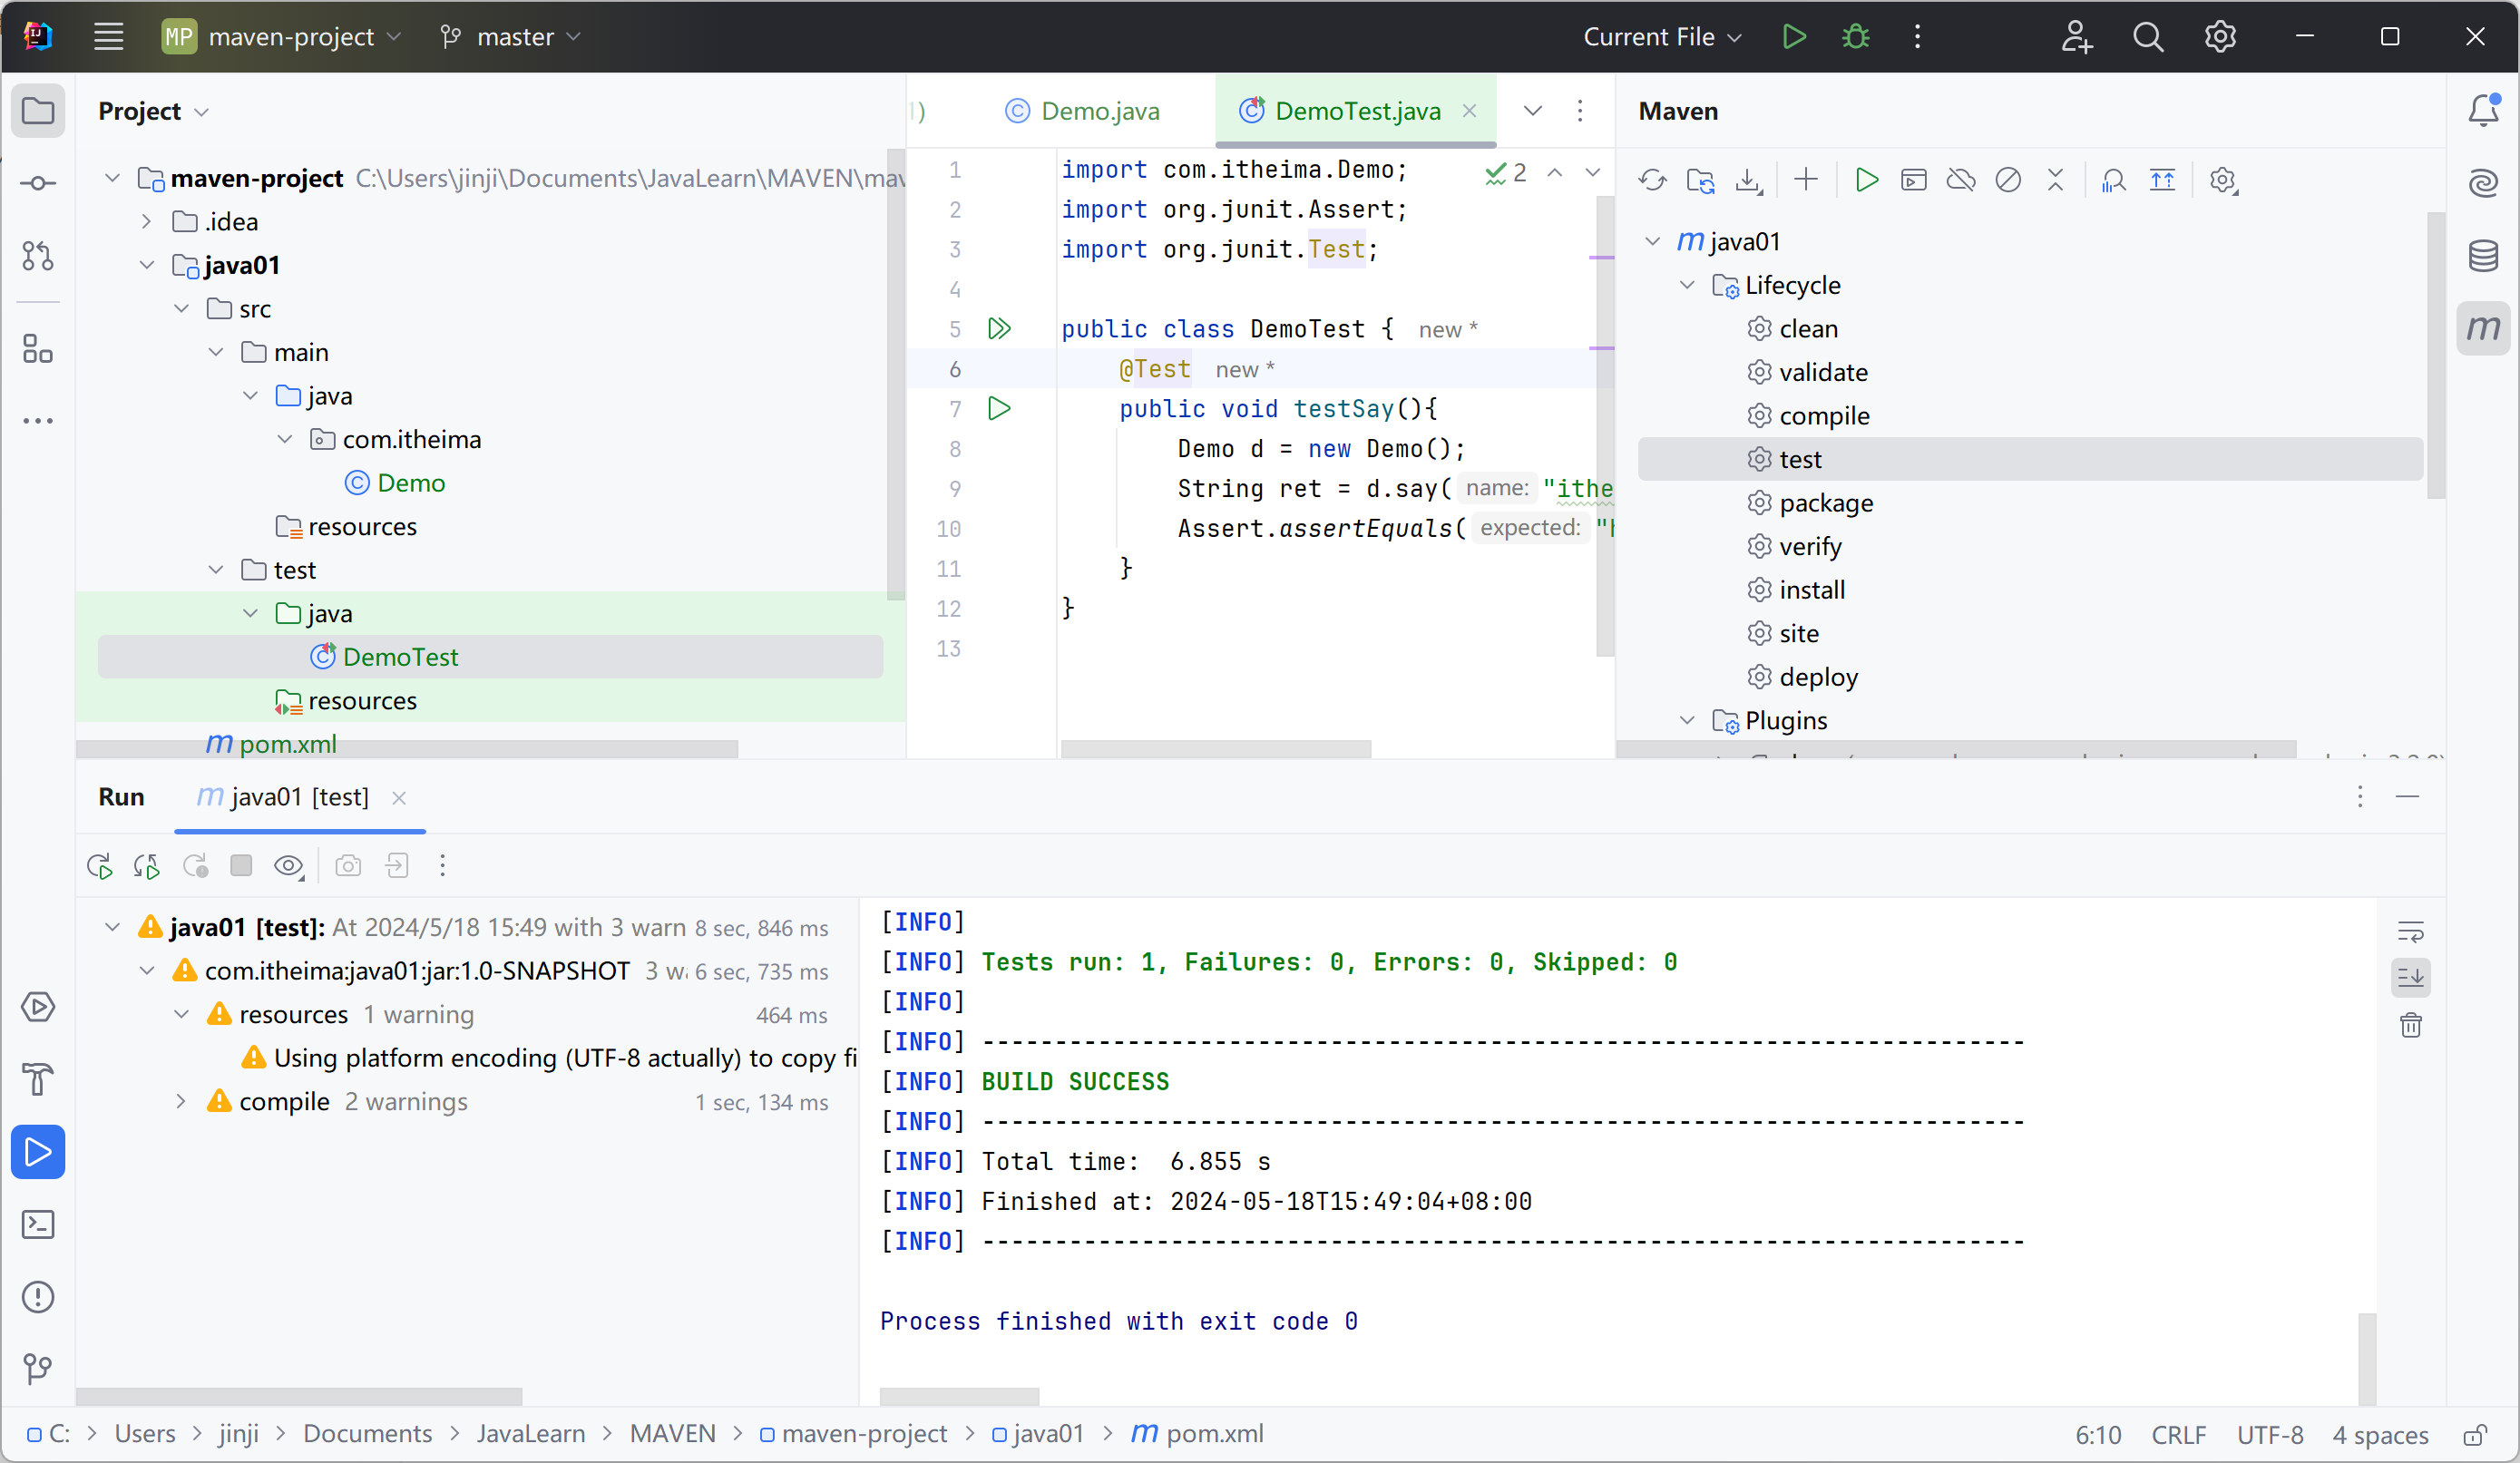 MP maven-project master Current File
Project
maven-project C:\Users\jinji\Documents\JavaLearn\MAVEN\mav
.idea
java01
src
main
java
com.itheima
Demo
resources
test
java
DemoTest
resources
pom.xml
Demo.java DemoTest.java
2
1 import com.itheima.Demo;
2 import org.junit.Assert;
3 import org.junit.Test;
4
5 public class DemoTest { new *
6 @Test new *
7 public void testSay(){
8 Demo d = new Demo();
9 String ret = d.say( name: "ithe
10 Assert.assertEquals( expected: "h
11 }
12 }
13
Maven
m java01
Lifecycle
clean
validate
compile
test
package
verify
install
site
deploy
Plugins
m
Run m java01 [test]
java01 [test]: At 2024/5/18 15:49 with 3 warn 8 sec, 846 ms
com.itheima:java01:jar:1.0-SNAPSHOT 3 wa 6 sec, 735 ms
resources 1 warning 464 ms
Using platform encoding (UTF-8 actually) to copy fi
compile 2 warnings 1 sec, 134 ms
[INFO]
[INFO] Tests run: 1, Failures: 0, Errors: 0, Skipped: 0
[INFO]
[INFO] ------------------------------------------------------------------------
[INFO] BUILD SUCCESS
[INFO] ------------------------------------------------------------------------
[INFO] Total time:  6.855 s
[INFO] Finished at: 2024-05-18T15:49:04+08:00
[INFO] ------------------------------------------------------------------------
Process finished with exit code 0
C: > Users > jinji > Documents > JavaLearn > MAVEN > maven-project > java01 > m pom.xml
6:10 CRLF UTF-8 4 spaces